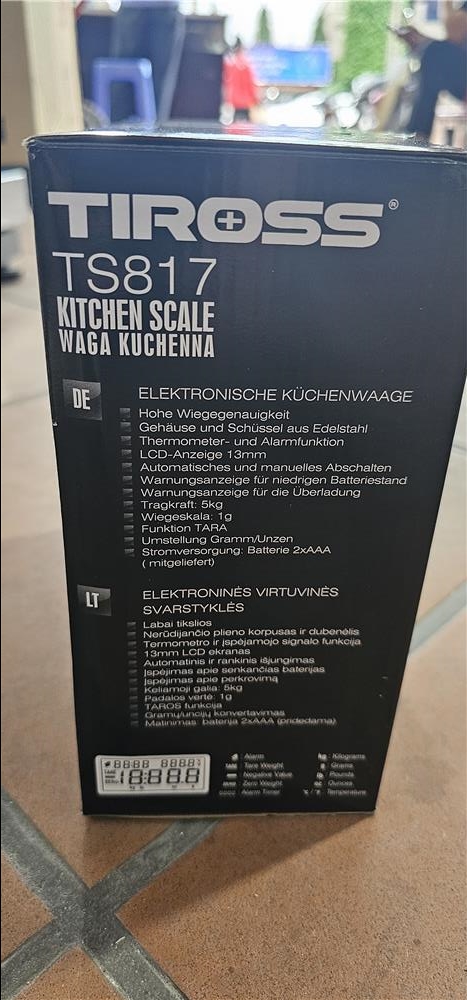 TIROSS®
TS817
KITCHEN SCALE
WAGA KUCHENNA
DE
ELEKTRONISCHE KÜCHENWAAGE
Hohe Wiegegenauigkeit
Gehäuse und Schüssel aus Edelstahl
Thermometer- und Alarmfunktion
LCD-Anzeige 13mm
Automatisches und manuelles Abschalten
Warnungsanzeige für niedrigen Batteriestand
Warnungsanzeige für die Überladung
Tragkraft: 5kg
Wiegeskala: 1g
Funktion TARA
Umstellung Gramm/Unzen
Stromversorgung: Batterie 2xAAA
( mitgeliefert)
LT
ELEKTRONINĖS VIRTUVINĖS
SVARSTYKLĖS
Labai tikslios
Nerūdijančio plieno korpusas ir dubenėlis
Termometro ir įspėjamojo signalo funkcija
13mm LCD ekranas
Automatinis ir rankinis išjungimas
Įspėjimas apie senkančias baterijas
Įspėjimas apie perkrovimą
Keliamoji galia: 5kg
Padalos vertė: 1g
TAROS funkcija
Gramų/uncijų konvertavimas
Matinimas: baterija 2xAAA (pridedama)
Alarm
Tare Weight
Negative Value
Zero Weight
Alarm Timer
kg : Kilograms
g : Grams
Pounds
oz : Ounces
°C / °F : Temperature